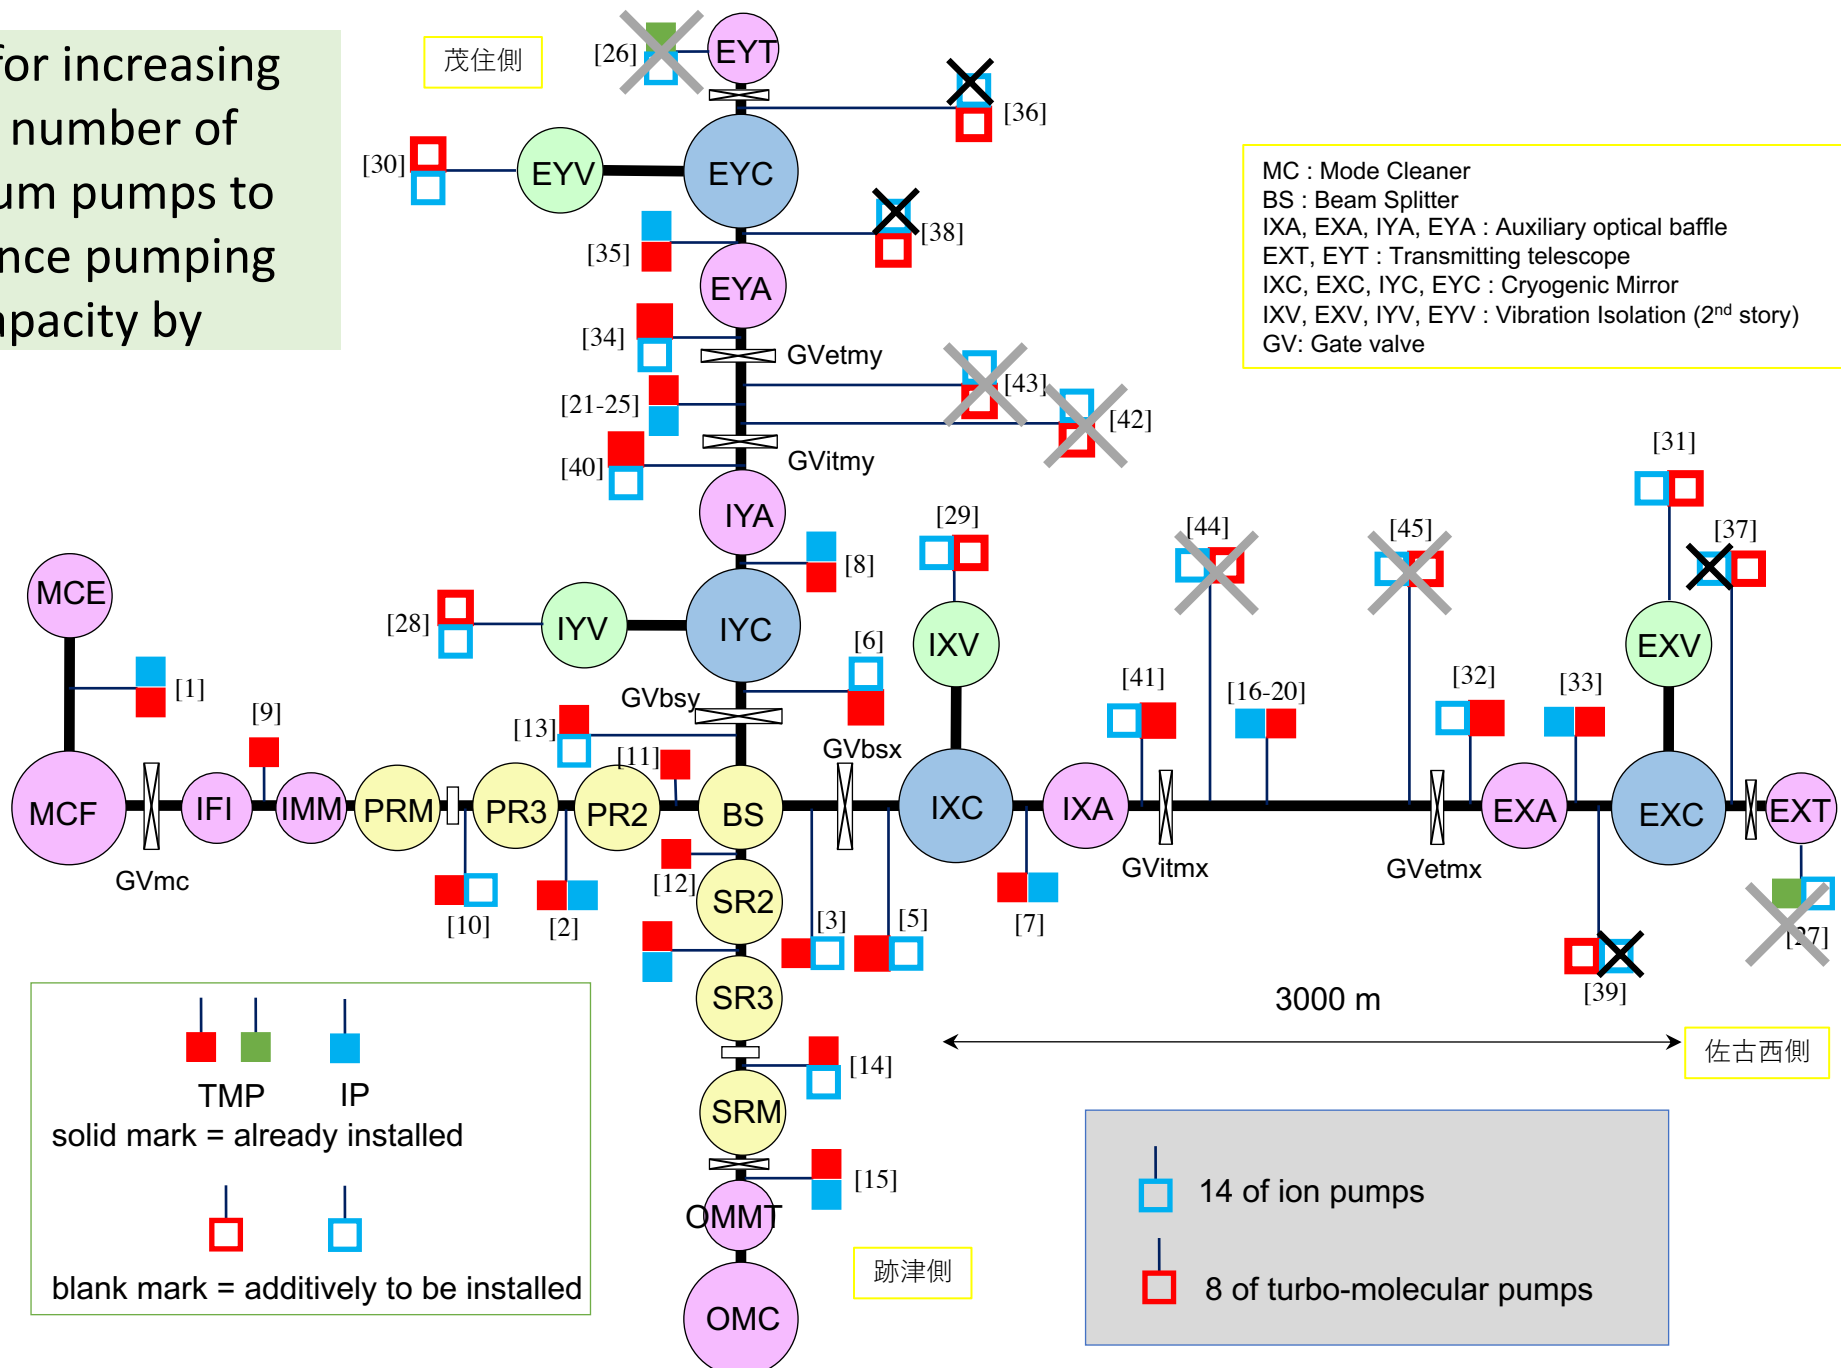 for increasing
number of
um pumps to
nce pumping
apacity by
茂住側
[26]
EYT
[36]
[30]
EYV
EYC
[38]
[35]
EYA
[34]
GVetmy
[43]
[21-25]
[42]
GVitmy
[40]
IYA
[8]
[28]
IYV
IYC
[6]
GVbsy
[13]
[11]
GVbsx
MC : Mode Cleaner
BS : Beam Splitter
IXA, EXA, IYA, EYA : Auxiliary optical baffle
EXT, EYT : Transmitting telescope
IXC, EXC, IYC, EYC : Cryogenic Mirror
IXV, EXV, IYV, EYV : Vibration Isolation (2nd story)
GV: Gate valve
[31]
[29]
[44]
[45]
[37]
IXV
EXV
[41]
[16-20]
[32]
[33]
MCE
[1]
[9]
MCF
IFI
IMM
PRM
PR3
PR2
BS
IXC
IXA
EXA
EXC
EXT
GVmc
GVitmx
GVetmx
[10]
[2]
[12]
SR2
[3]
[5]
[7]
[27]
[39]
SR3
3000 m
佐古西側
[14]
SRM
[15]
OMMT
跡津側
OMC
TMP
IP
solid mark = already installed
blank mark = additively to be installed
14 of ion pumps
8 of turbo-molecular pumps